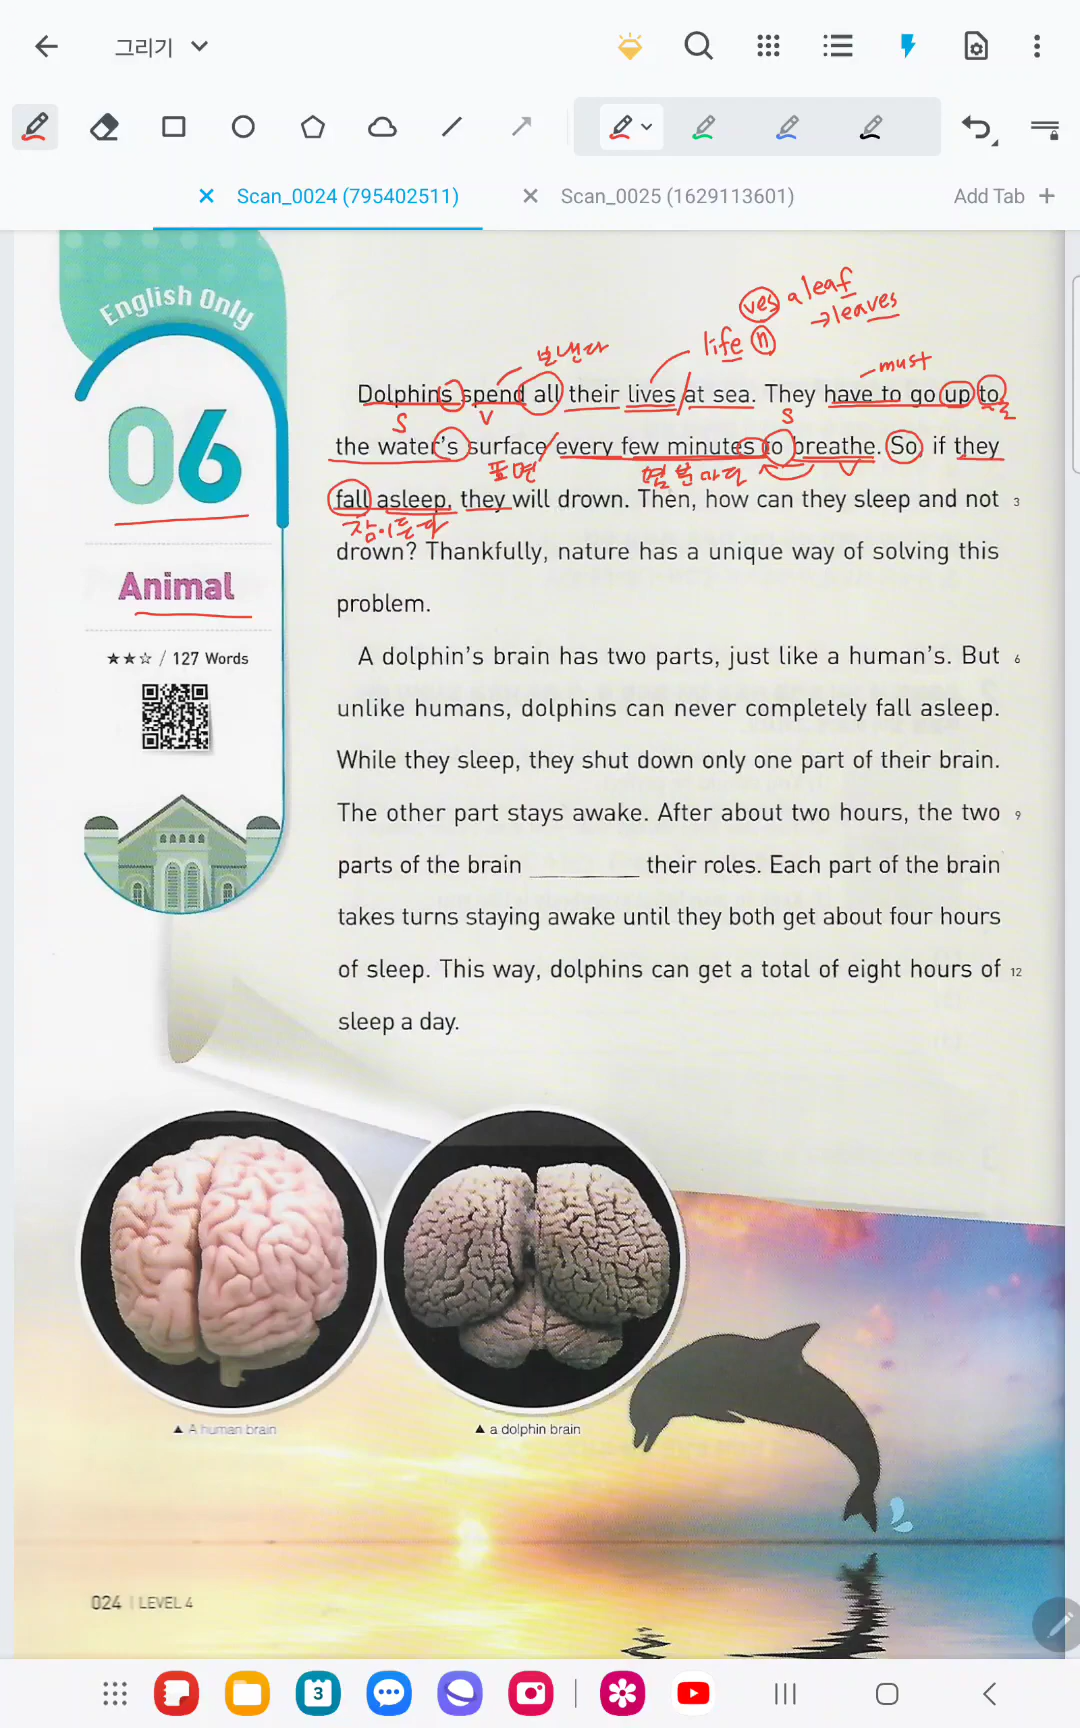 그리기
Scan_0024 (795402511)
Scan_0025 (1629113601)
Add Tab
English Only
06
Animal
★★☆ / 127 Words
ves a leaf
→leaves
life n
보낸다
must
Dolphins spend all their lives / at sea. They have to go up to
S V S
the water's surface / every few minutes to breathe. So if they
표면 몇 분 마다 V
fall asleep, they will drown. Then, how can they sleep and not 3
잠이 든다
drown? Thankfully, nature has a unique way of solving this
problem.
A dolphin's brain has two parts, just like a human's. But 6
unlike humans, dolphins can never completely fall asleep.
While they sleep, they shut down only one part of their brain.
The other part stays awake. After about two hours, the two 9
parts of the brain ________ their roles. Each part of the brain
takes turns staying awake until they both get about four hours
of sleep. This way, dolphins can get a total of eight hours of 12
sleep a day.
▲ A human brain
▲ a dolphin brain
024 | LEVEL 4
3